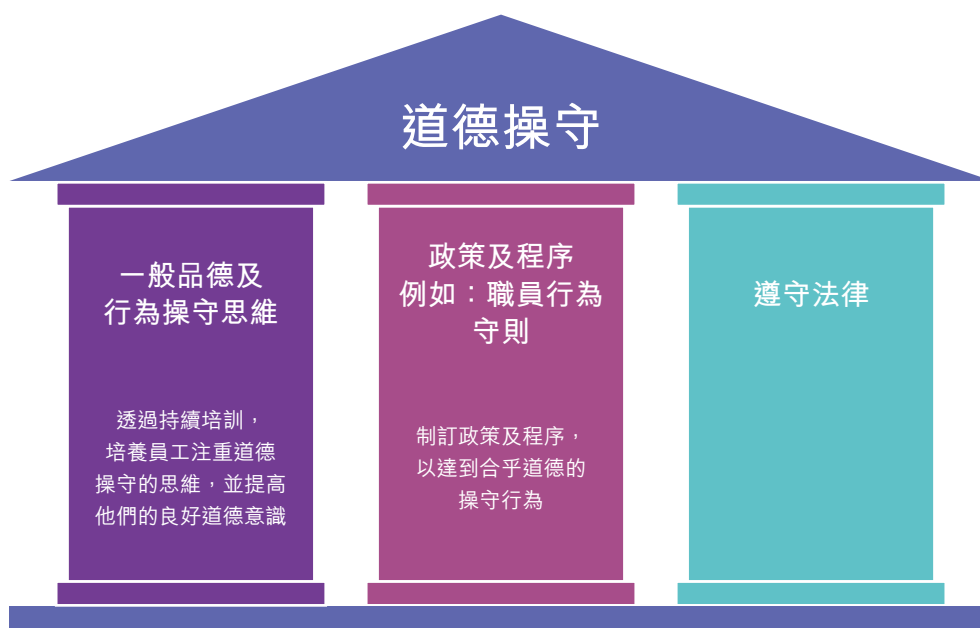 道德操守
一般品德及
行為操守思維
透過持續培訓，
培養員工注重道德
操守的思維，並提高
他們的良好道德意識
政策及程序
例如：職員行為
守則
制訂政策及程序，
以達到合乎道德的
操守行為
遵守法律